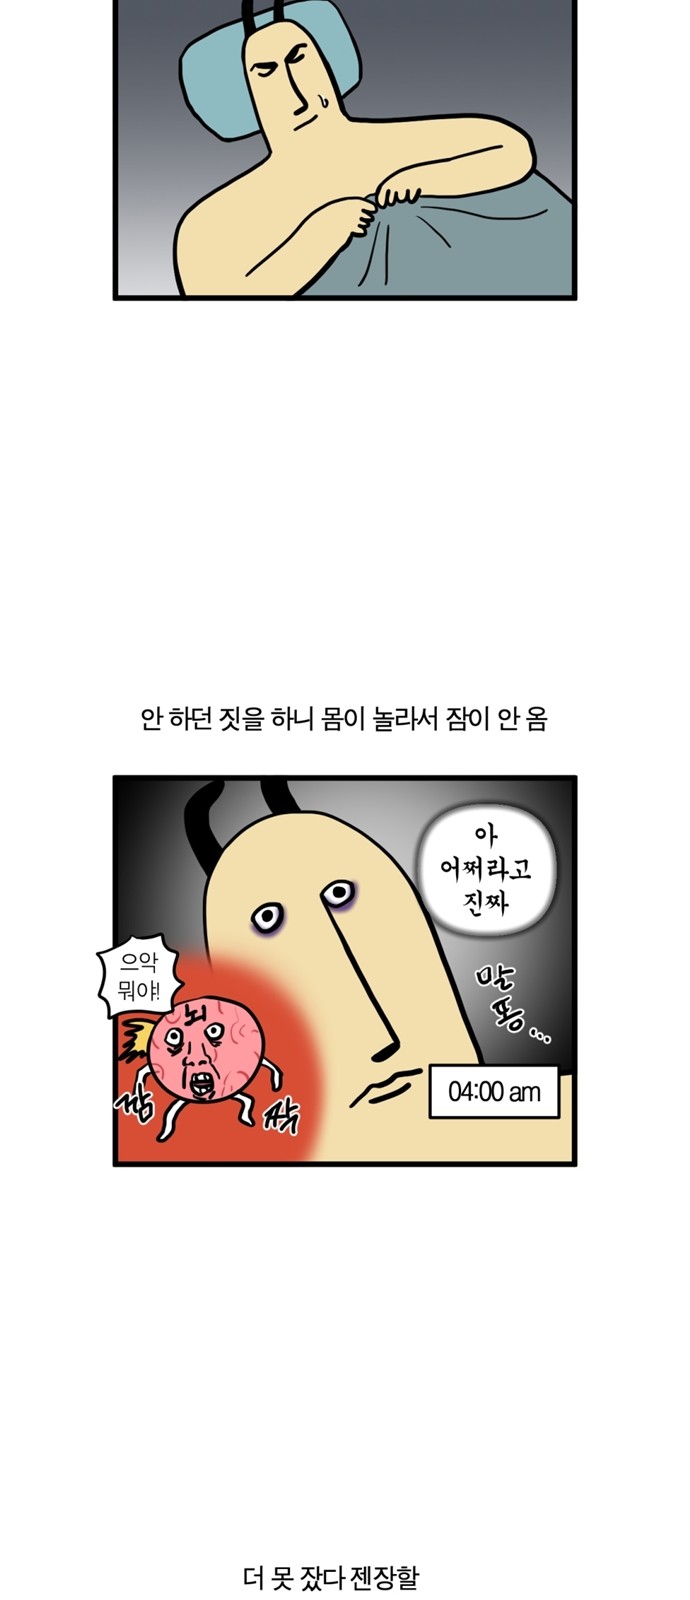 안 하던 짓을 하니 몸이 놀라서 잠이 안 옴
아
어쩌라고
진짜
으악
뭐야!
말
똥...
뇌
깜
짝
04:00 am
더 못 잤다 젠장할